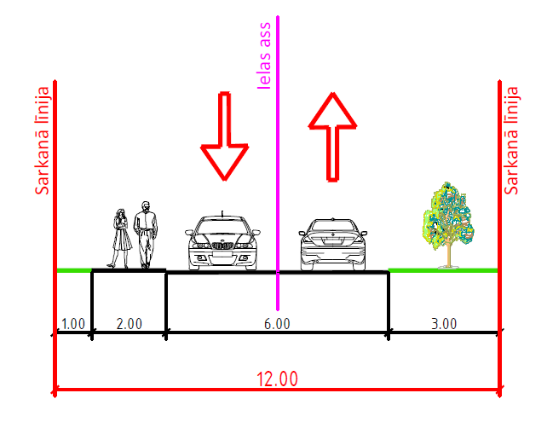 Ielas ass
Sarkanā līnija
Sarkanā līnija
1.00
2.00
6.00
3.00
12.00